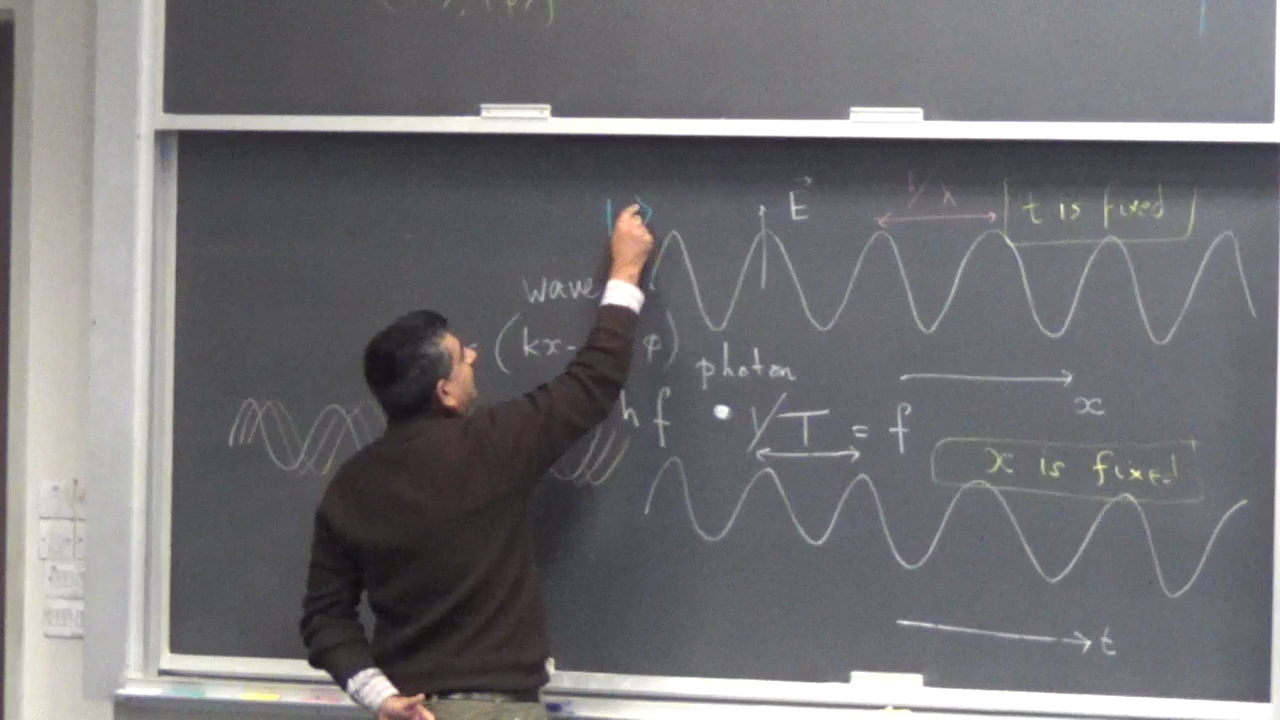 E
1/λ
t is fixed
wave
(kx- φ)
photon
x
hf
1/T = f
x is fixed
t